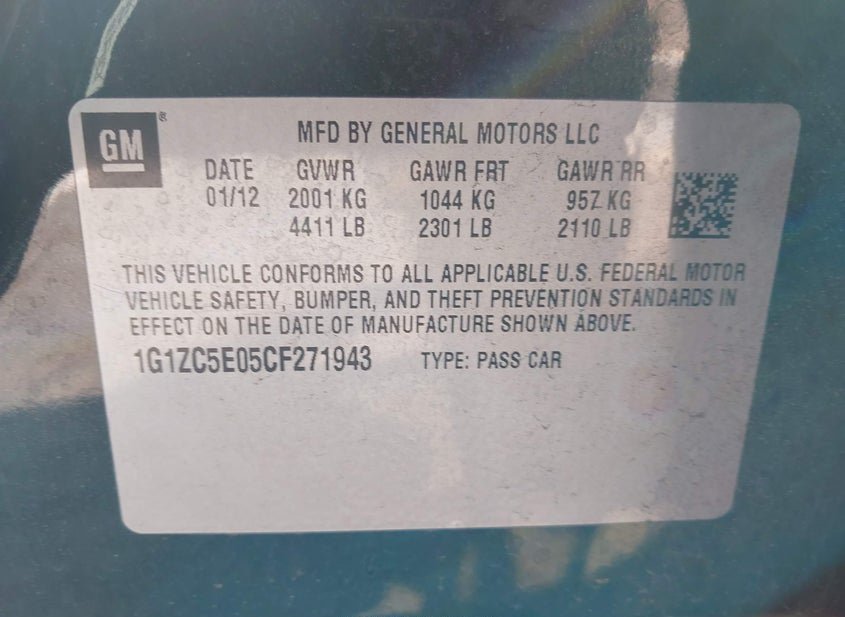 GM ®
MFD BY GENERAL MOTORS LLC
DATE GVWR GAWR FRT GAWR RR
01/12 2001 KG 1044 KG 957 KG
4411 LB 2301 LB 2110 LB
THIS VEHICLE CONFORMS TO ALL APPLICABLE U.S. FEDERAL MOTOR
VEHICLE SAFETY, BUMPER, AND THEFT PREVENTION STANDARDS IN
EFFECT ON THE DATE OF MANUFACTURE SHOWN ABOVE.
1G1ZC5E05CF271943 TYPE: PASS CAR